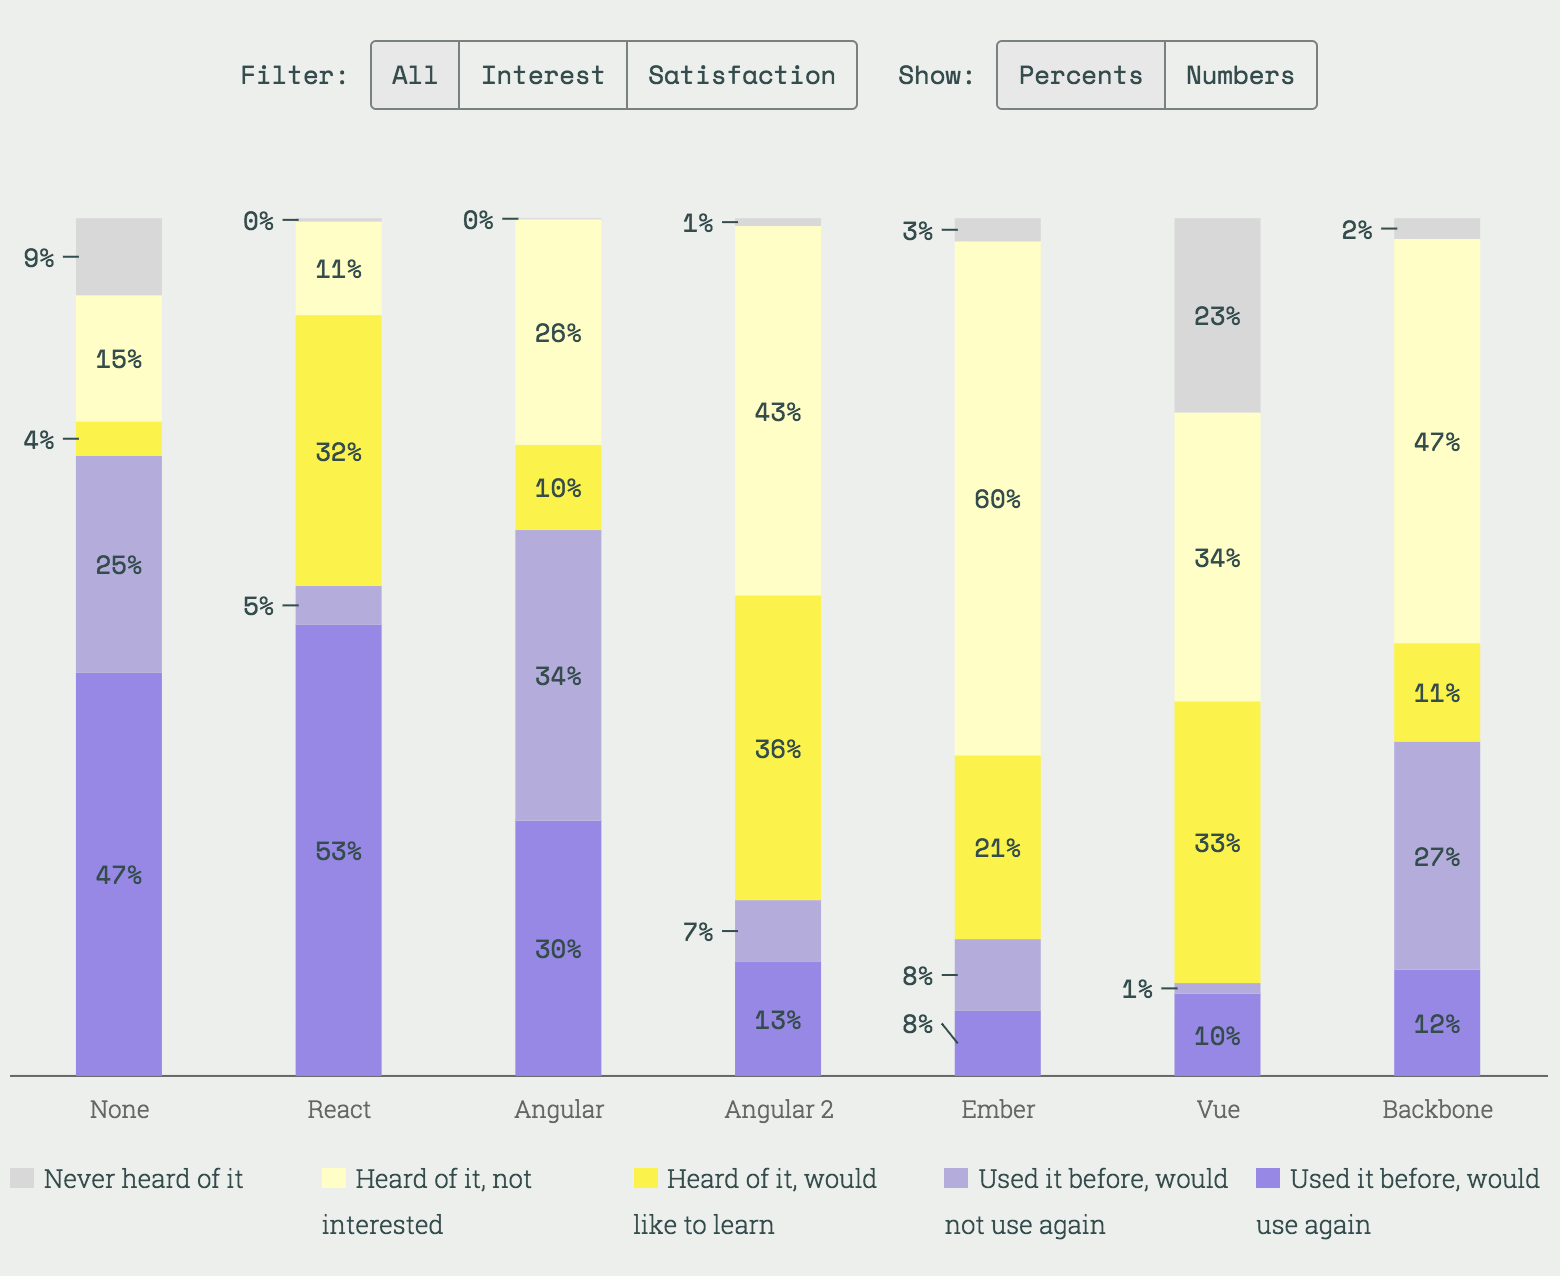 Filter: All Interest Satisfaction Show: Percents Numbers
0% 0% 1% 3% 2%
9% 11% 26% 43% 60% 23% 47%
15%
4% 32% 10% 36% 21% 34% 11%
25% 5% 34% 7% 8% 33% 27%
47% 53% 30% 13% 8% 1% 12%
10%
None React Angular Angular 2 Ember Vue Backbone
Never heard of it
Heard of it, not
interested
Heard of it, would
like to learn
Used it before, would
not use again
Used it before, would
use again